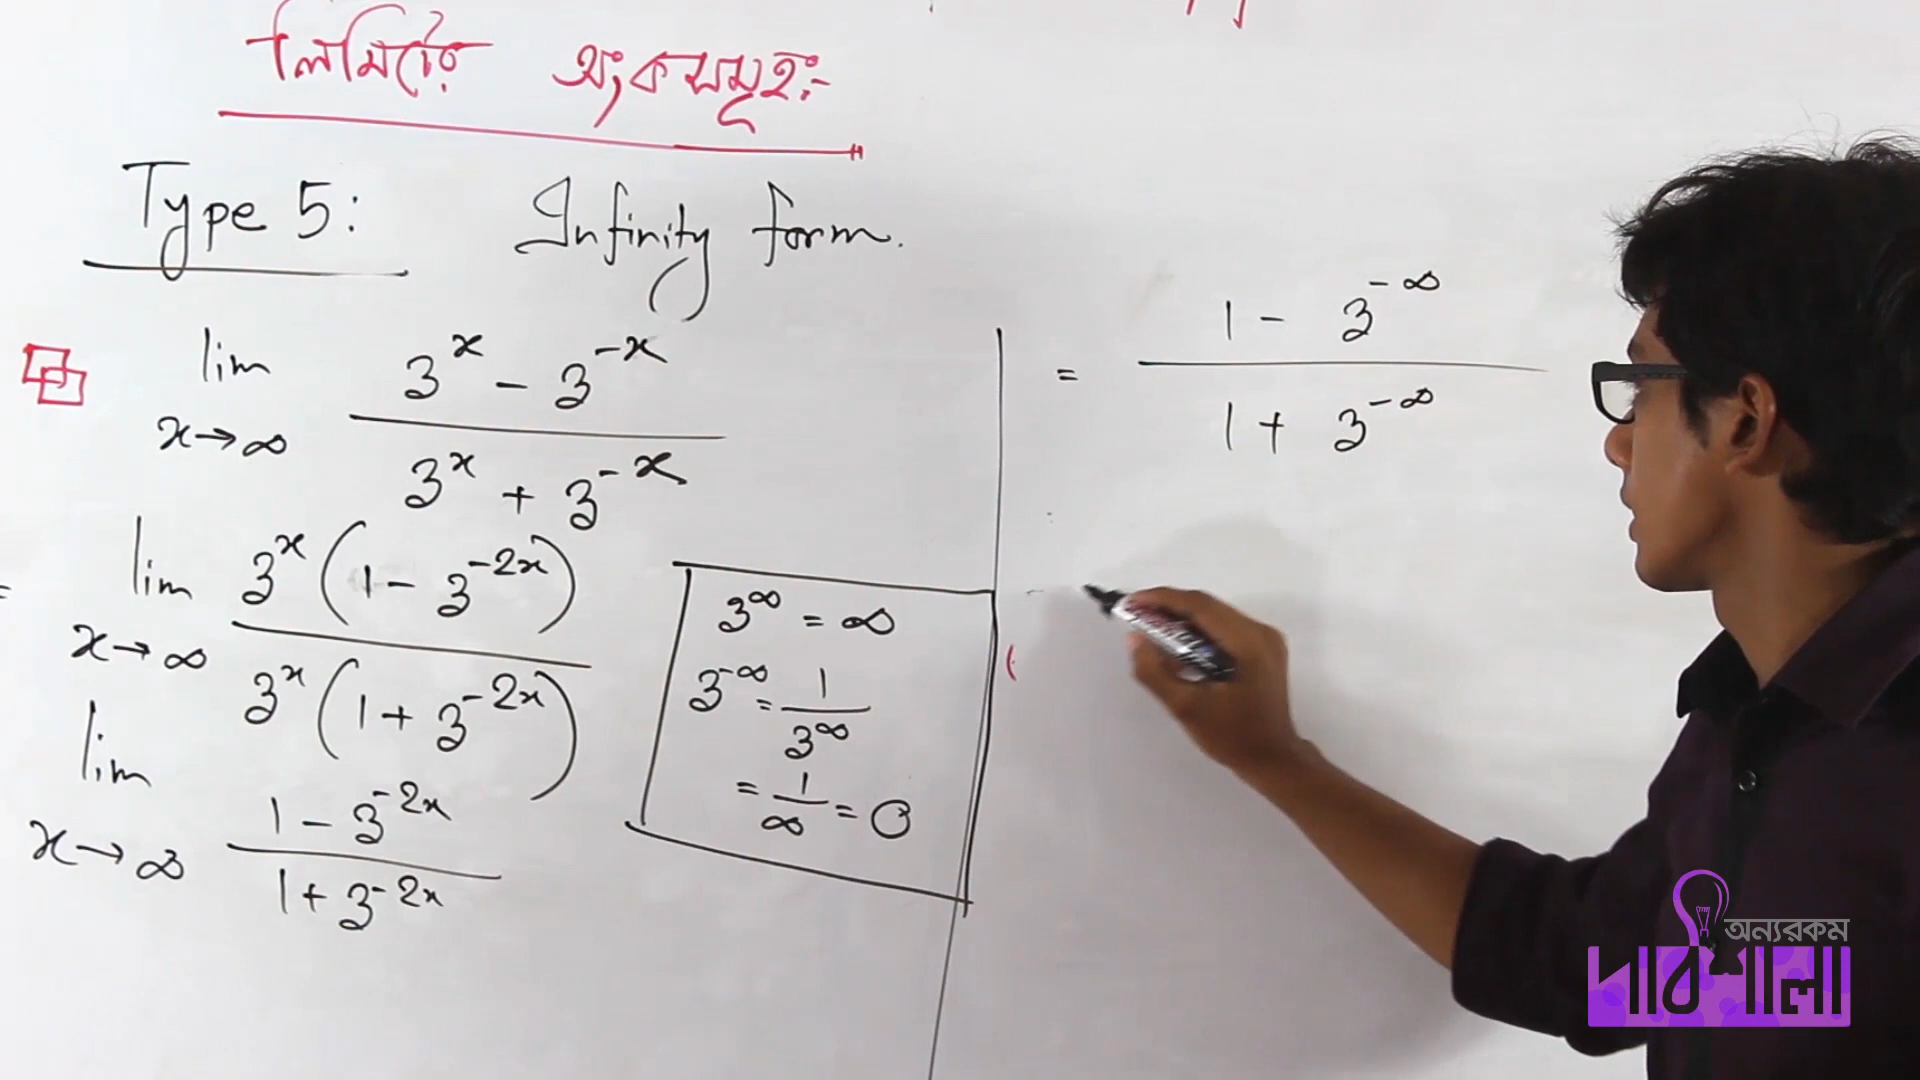 লিমিটের অংকসমূহঃ-
Type 5: Infinity form.
lim x→∞ (3^x - 3^-x) / (3^x + 3^-x)
= lim x→∞ 3^x (1 - 3^-2x) / 3^x (1 + 3^-2x)
lim x→∞ (1 - 3^-2x) / (1 + 3^-2x)
3^∞ = ∞
3^-∞ = 1 / 3^∞
= 1/∞ = 0
= (1 - 3^-∞) / (1 + 3^-∞)
অন্যরকম
পাঠশালা